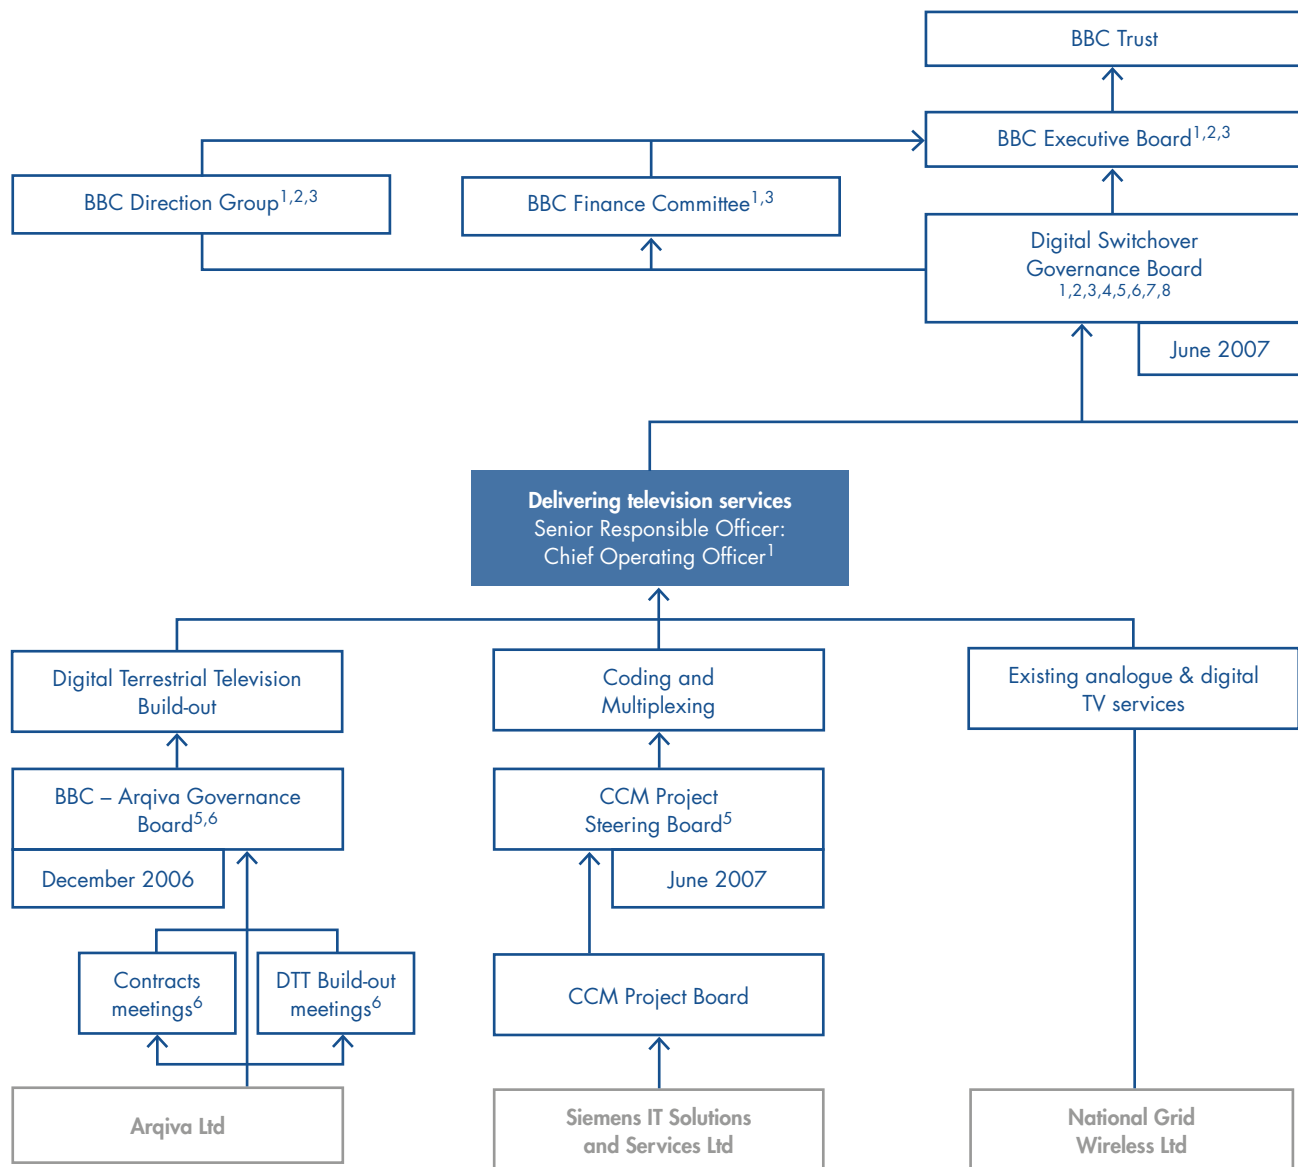 BBC Trust
BBC Executive Board1,2,3
BBC Direction Group1,2,3
BBC Finance Committee1,3
Digital Switchover
Governance Board
1,2,3,4,5,6,7,8
June 2007
Delivering television services
Senior Responsible Officer:
Chief Operating Officer1
Digital Terrestrial Television
Build-out
Coding and
Multiplexing
Existing analogue & digital
TV services
BBC – Arqiva Governance
Board5,6
December 2006
CCM Project
Steering Board5
June 2007
Contracts
meetings6
DTT Build-out
meetings6
CCM Project Board
Arqiva Ltd
Siemens IT Solutions
and Services Ltd
National Grid
Wireless Ltd